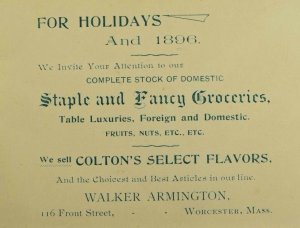 FOR HOLIDAYS
And 1896.
We Invite Your Attention to our
COMPLETE STOCK OF DOMESTIC
Staple and Fancy Groceries,
Table Luxuries, Foreign and Domestic.
FRUITS, NUTS, ETC., ETC.
We sell COLTON'S SELECT FLAVORS,
And the Choicest and Best Articles in our line.
WALKER ARMINGTON,
116 Front Street, - - WORCESTER, MASS.